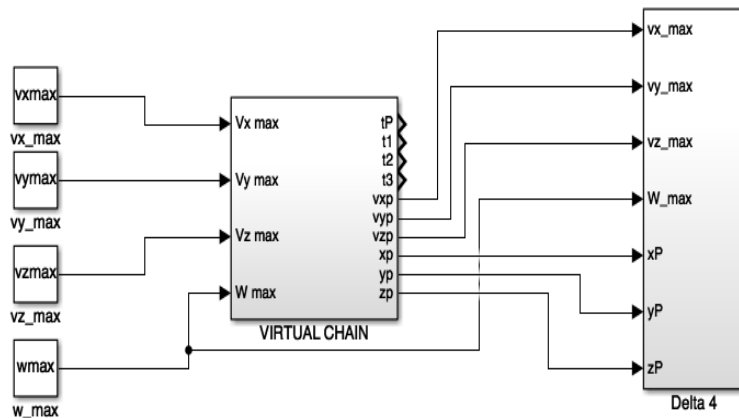 vxmax
vx_max
vymax
vy_max
vzmax
vz_max
wmax
w_max
Vx max
Vy max
Vz max
W max
tP
t1
t2
t3
vxp
vyp
vzp
xp
yp
zp
VIRTUAL CHAIN
vx_max
vy_max
vz_max
W_max
xP
yP
zP
Delta 4